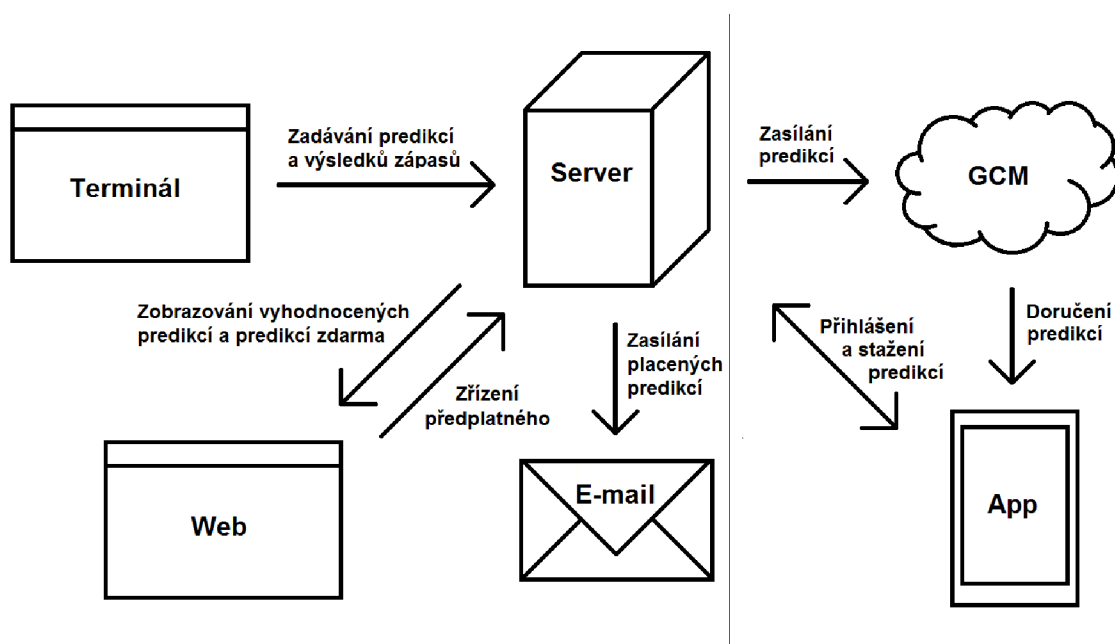 Terminál
Zadávání predikcí
a výsledků zápasů
Server
Zasílání
predikcí
GCM
Zobrazování vyhodnocených
predikcí a predikcí zdarma
Zřízení
předplatného
Zasílání
placených
predikcí
Přihlášení
a stažení
predikcí
Doručení
predikcí
Web
E-mail
App